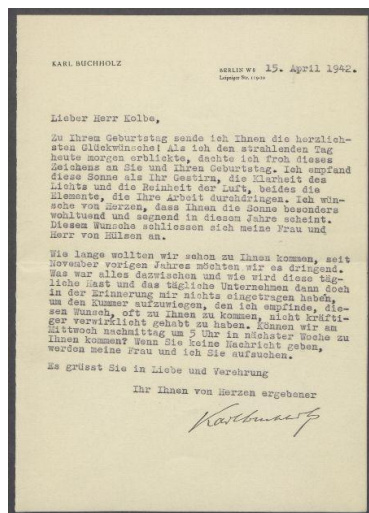 KARL BUCHHOLZ
BERLIN W8 15. April 1942.
Leipziger Str. 119-120
Lieber Herr Kolbe,
Zu Ihrem Geburtstag sende ich Ihnen die herzlich-
sten Glückwünsche! Als ich den strahlenden Tag
heute morgen erblickte, dachte ich froh dieses
Zeichens an Sie und Ihren Geburtstag. Ich empfand
diese Sonne als Ihr Gestirn, die Klarheit des
Lichts und die Reinheit der Luft, beides die
Elemente, die Ihre Arbeit durchdringen. Ich wün-
sche von Herzen, dass Ihnen die Sonne besonders
wohltuend und segnend in diesem Jahre scheint.
Diesem Wunsche schliessen sich meine Frau und
Herr von Hülsen an.
Wie lange wollten wir schon zu Ihnen kommen, seit
November vorigen Jahres möchten wir es dringend.
Was war alles dazwischen und wie wird diese täg-
liche Hast und das tägliche Unternehmen dann doch
in der Erinnerung mir nichts eingetragen haben,
um den Kummer aufzuwiegen, den ich empfinde, die-
sen Wunsch, oft zu Ihnen zu kommen, nicht kräfti-
ger verwirklicht gehabt zu haben. Können wir am
Mittwoch nachmittag um 5 Uhr in nächster Woche zu
Ihnen kommen? Wenn Sie keine Nachricht geben,
werden meine Frau und ich Sie aufsuchen.
Es grüsst Sie in Liebe und Verehrung
Ihr Ihnen von Herzen ergebener
Karl Buchholz